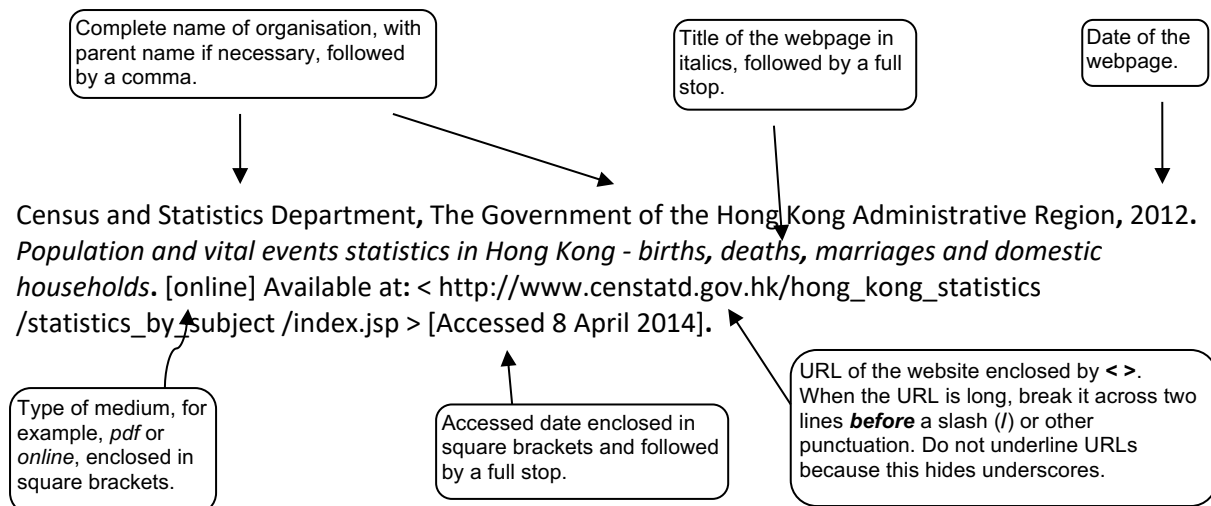 Complete name of organisation, with
parent name if necessary, followed
by a comma.
Title of the webpage in
italics, followed by a full
stop.
Date of the
webpage.
Census and Statistics Department, The Government of the Hong Kong Administrative Region, 2012.
Population and vital events statistics in Hong Kong - births, deaths, marriages and domestic
households. [online] Available at: < http://www.censtatd.gov.hk/hong_kong_statistics
/statistics_by_subject /index.jsp > [Accessed 8 April 2014].
Type of medium, for
example, pdf or
online, enclosed in
square brackets.
Accessed date enclosed in
square brackets and followed
by a full stop.
URL of the website enclosed by < >.
When the URL is long, break it across two
lines before a slash (/) or other
punctuation. Do not underline URLs
because this hides underscores.